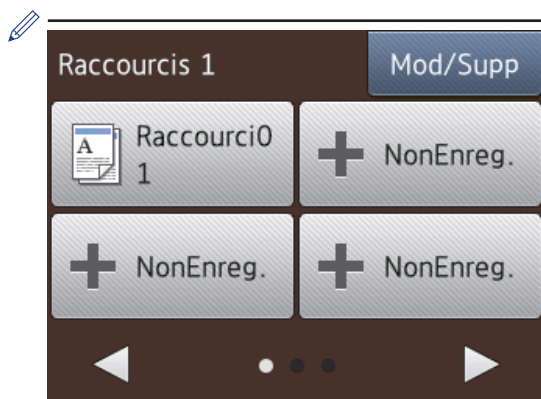 Raccourcis 1
Mod/Supp
A
Raccourci0
1
NonEnreg.
NonEnreg.
NonEnreg.